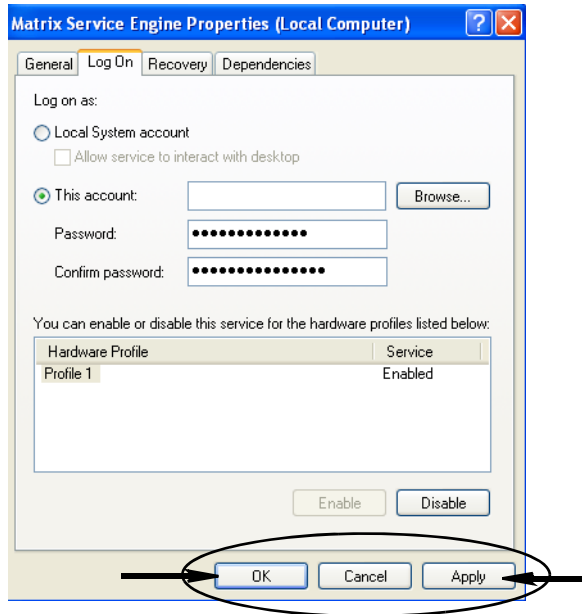 Matrix Service Engine Properties (Local Computer)
General Log On Recovery Dependencies
Log on as:
Local System account
Allow service to interact with desktop
This account: Browse...
Password: •••••••••••••
Confirm password: •••••••••••••••
You can enable or disable this service for the hardware profiles listed below:
Hardware Profile Service
Profile 1 Enabled
Enable Disable
OK Cancel Apply